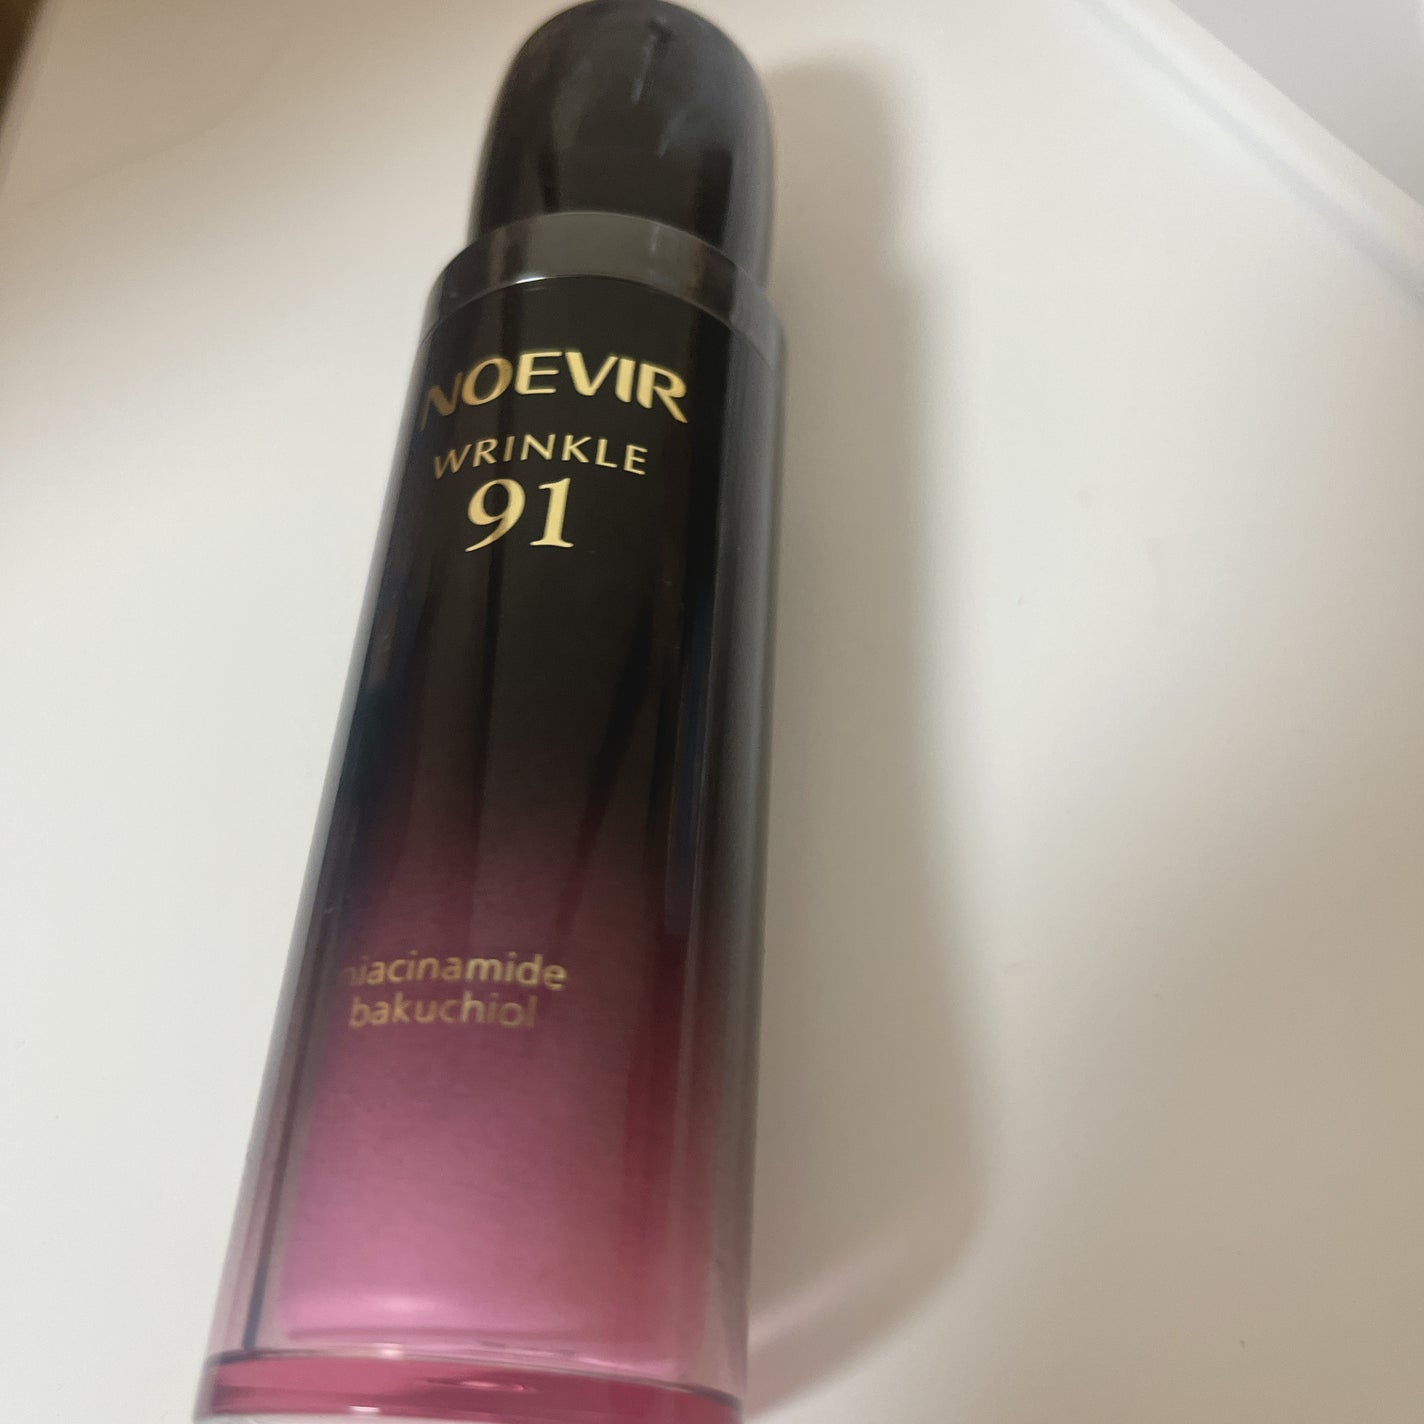 NOEVIR
WRINKLE
91
niacinamide
bakuchiol